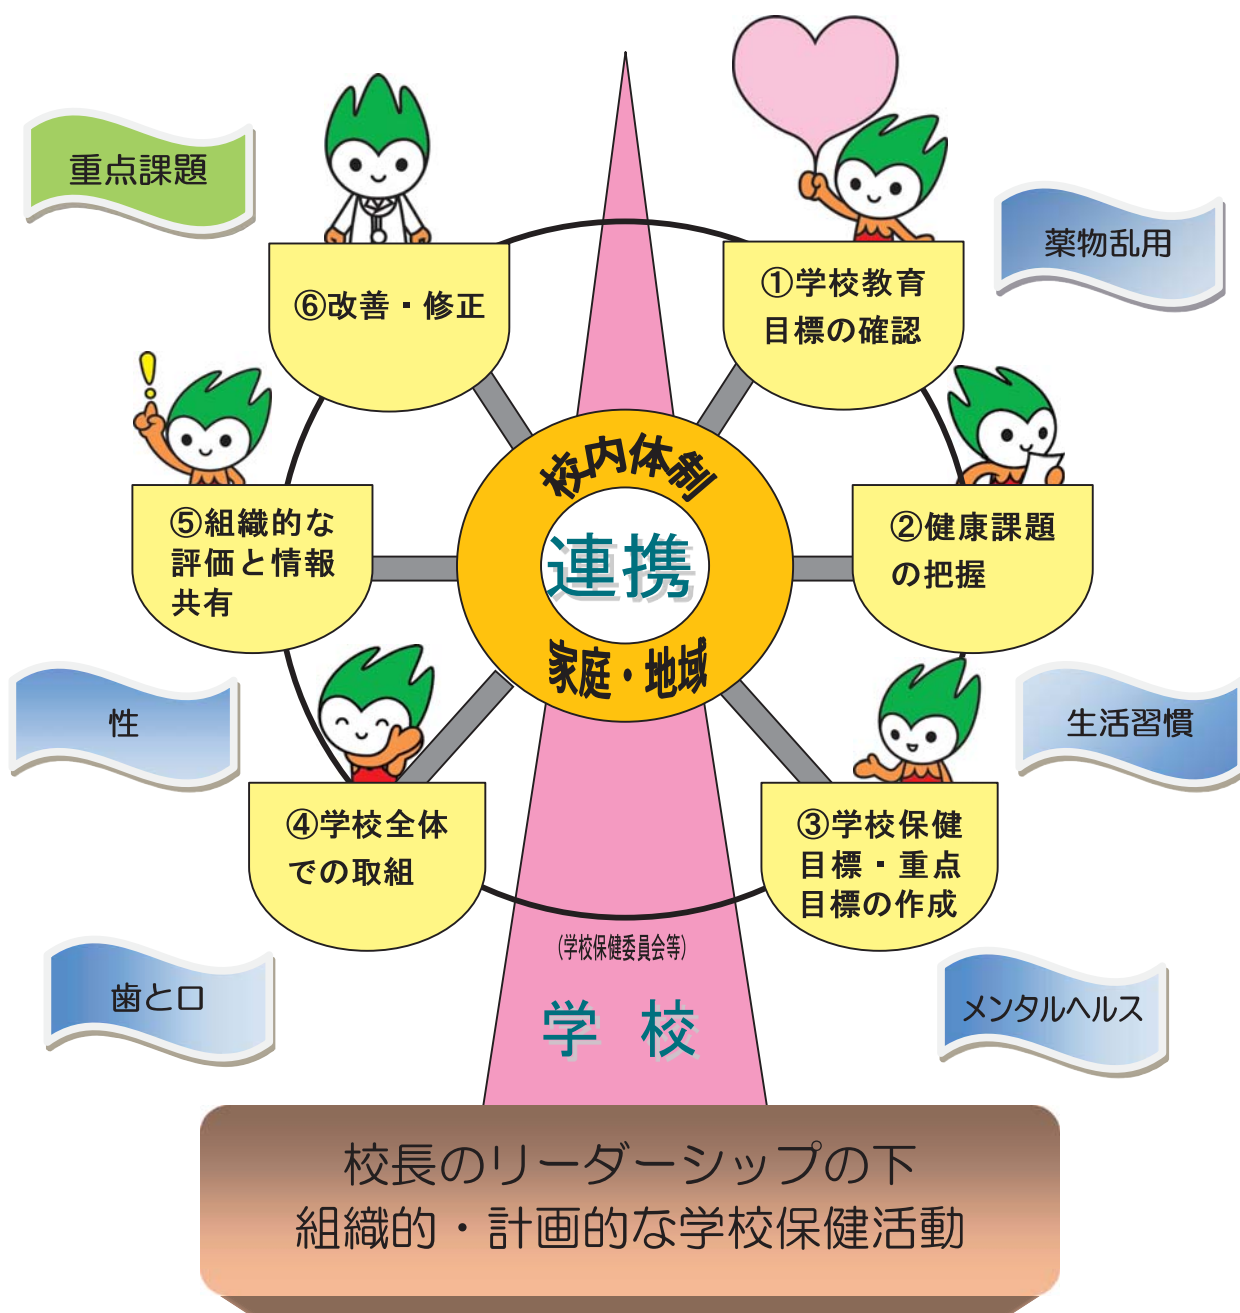 重点課題
薬物乱用
①学校教育
目標の確認
⑥改善・修正
校内体制
連携
家庭・地域
②健康課題
の把握
⑤組織的な
評価と情報
共有
性
生活習慣
③学校保健
目標・重点
目標の作成
④学校全体
での取組
(学校保健委員会等)
学校
歯と口
メンタルヘルス
校長のリーダーシップの下
組織的・計画的な学校保健活動